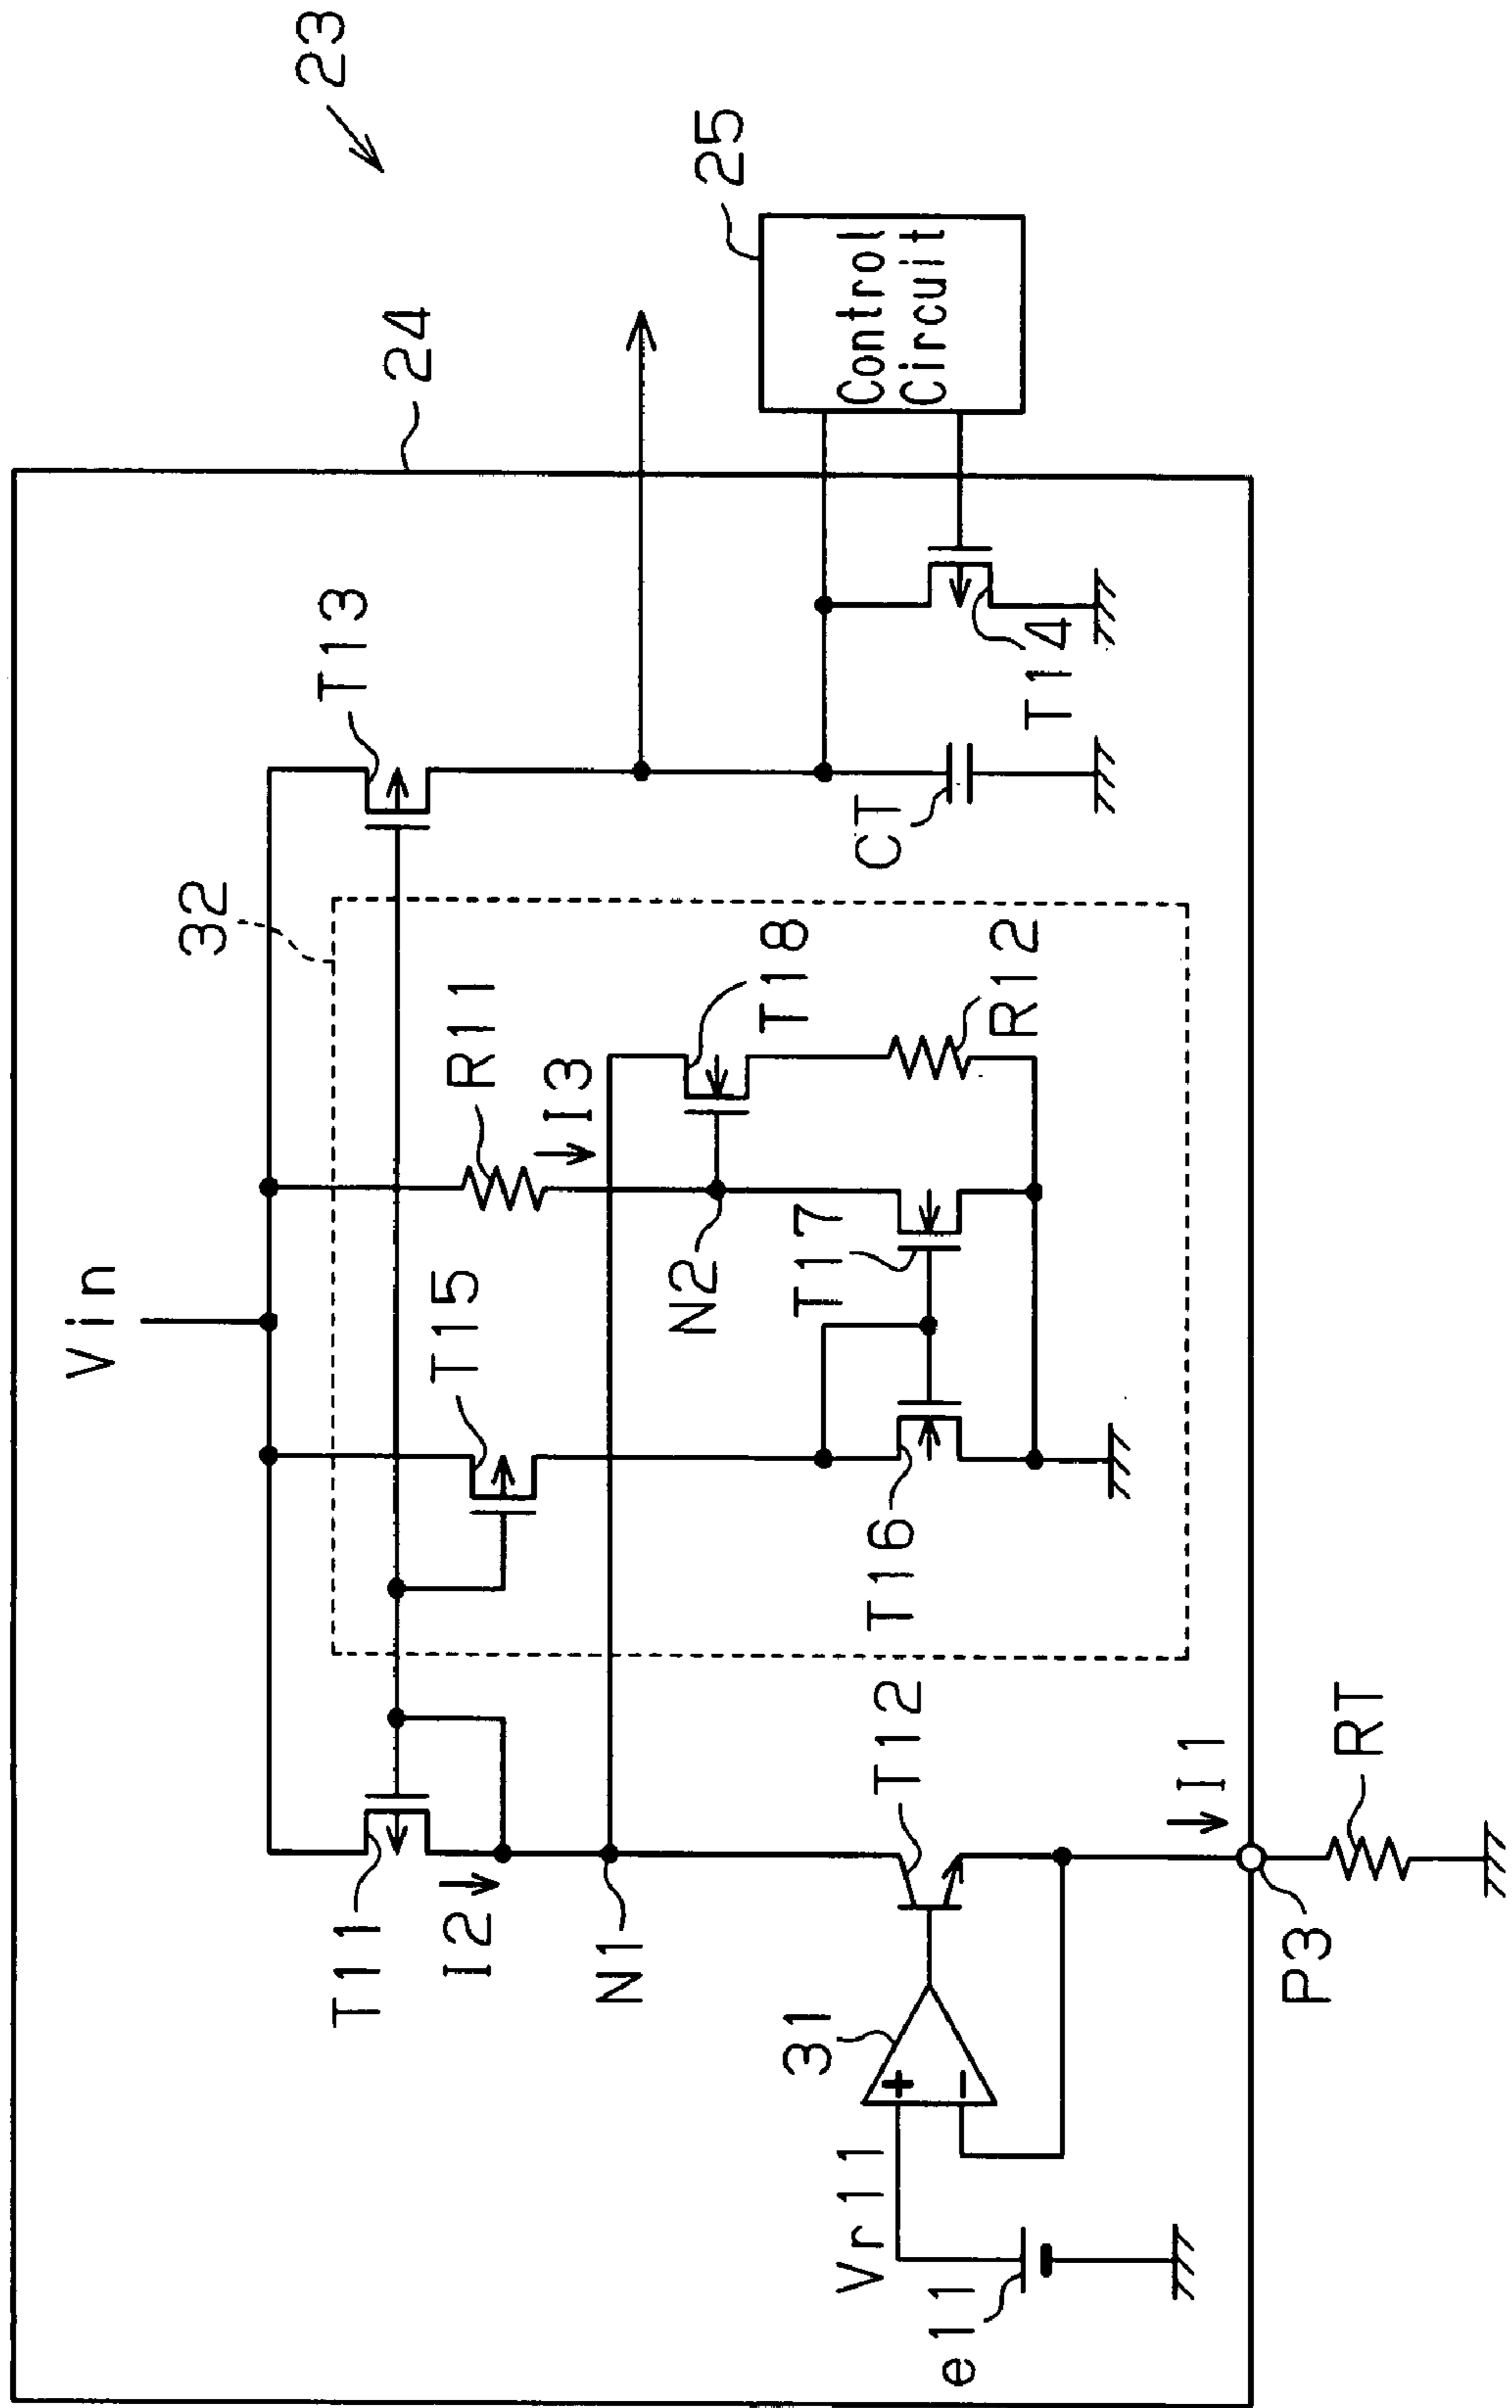 23
24
25
Control
Circuit
Vin
T13
32
R11
I3
T18
R12
T15
N2
T17
T16
CT
T14
T11
I2
N1
T12
31
+
−
Vr11
e11
I1
P3
RT